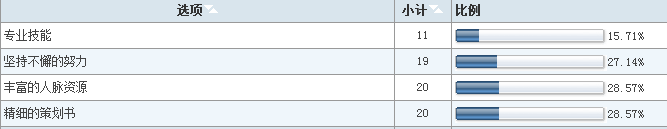 选项 小计 比例
专业技能 11 15.71%
坚持不懈的努力 19 27.14%
丰富的人脉资源 20 28.57%
精细的策划书 20 28.57%